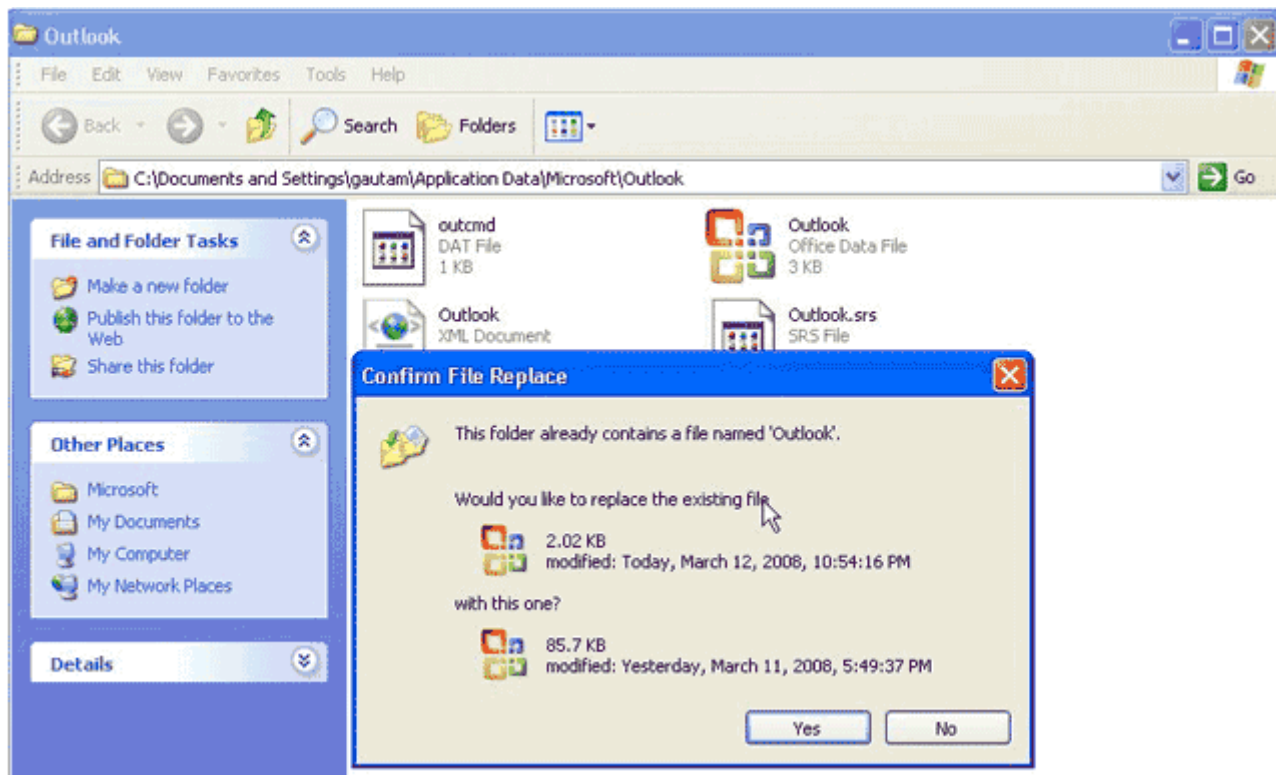 Outlook
File Edit View Favorites Tools Help
Back Search Folders
Address C:\Documents and Settings\gautam\Application Data\Microsoft\Outlook Go
File and Folder Tasks
Make a new folder
Publish this folder to the
Web
Share this folder
Other Places
Microsoft
My Documents
My Computer
My Network Places
Details
outcmd
DAT File
1 KB
Outlook
Office Data File
3 KB
Outlook
XML Document
Outlook.srs
SRS File
Confirm File Replace
This folder already contains a file named 'Outlook'.
Would you like to replace the existing file
2.02 KB
modified: Today, March 12, 2008, 10:54:16 PM
with this one?
85.7 KB
modified: Yesterday, March 11, 2008, 5:49:37 PM
Yes No